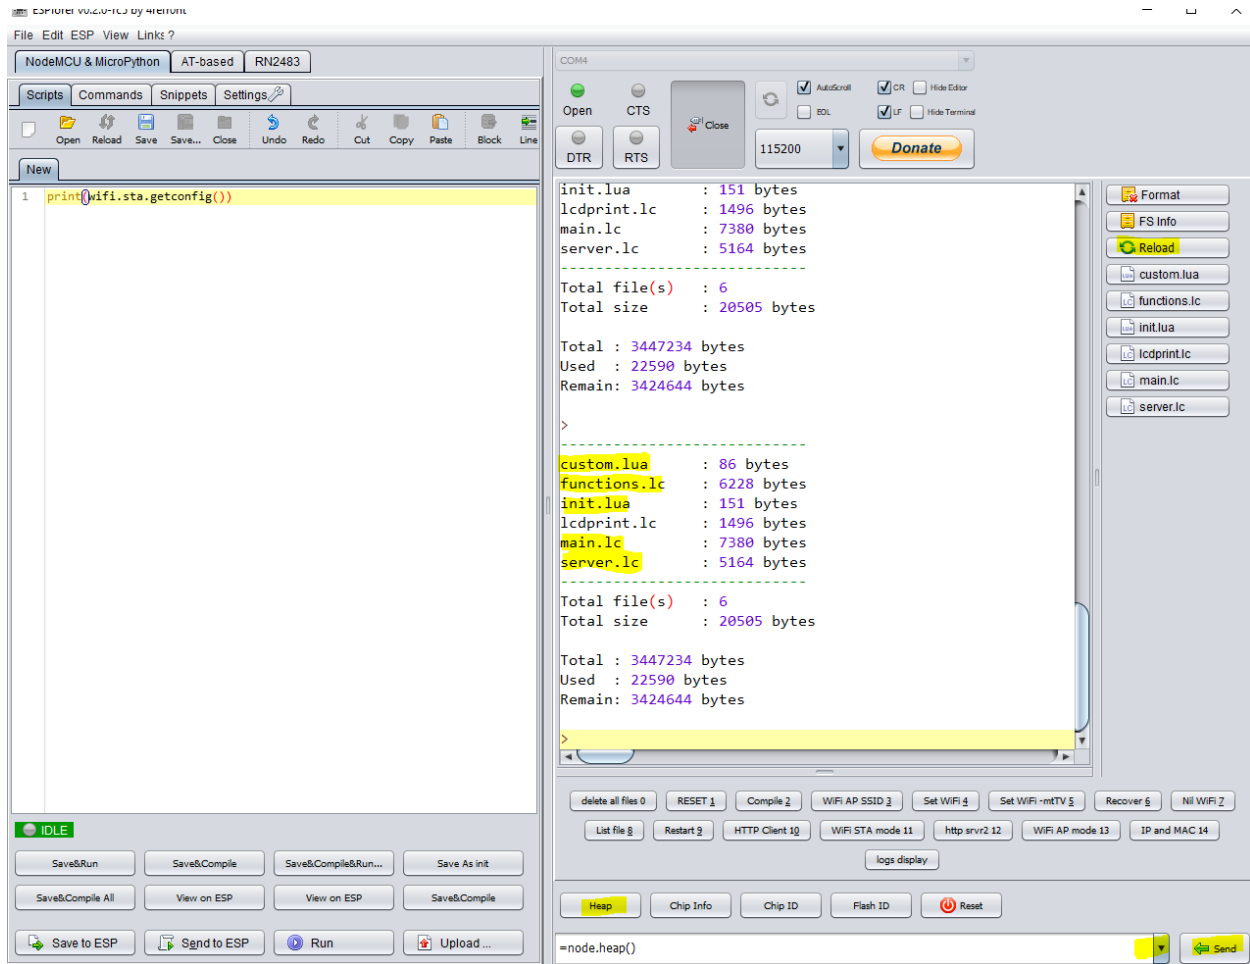 ESPlorer v0.2.0-rc5 by 4refr0nt
File Edit ESP View Links ?
NodeMCU & MicroPython AT-based RN2483
Scripts Commands Snippets Settings
Open Reload Save Save... Close Undo Redo Cut Copy Paste Block Line
New
1 print(wifi.sta.getconfig())
IDLE
Save&Run Save&Compile Save&Compile&Run... Save As init
Save&Compile All View on ESP View on ESP Save&Compile
Save to ESP Send to ESP Run Upload ...
COM4
Open CTS Close AutoScroll CR Hide Editor
EOL LF Hide Terminal
DTR RTS 115200 Donate
init.lua : 151 bytes
lcdprint.lc : 1496 bytes
main.lc : 7380 bytes
server.lc : 5164 bytes
----------------------------
Total file(s) : 6
Total size : 20505 bytes
Total : 3447234 bytes
Used : 22590 bytes
Remain: 3424644 bytes
>
----------------------------
custom.lua : 86 bytes
functions.lc : 6228 bytes
init.lua : 151 bytes
lcdprint.lc : 1496 bytes
main.lc : 7380 bytes
server.lc : 5164 bytes
----------------------------
Total file(s) : 6
Total size : 20505 bytes
Total : 3447234 bytes
Used : 22590 bytes
Remain: 3424644 bytes
>
Format
FS Info
Reload
custom.lua
functions.lc
init.lua
lcdprint.lc
main.lc
server.lc
delete all files 0 RESET 1 Compile 2 WiFi AP SSID 3 Set WiFi 4 Set WiFi -mtTV 5 Recover 6 Nil WiFi 7
List file 8 Restart 9 HTTP Client 10 WiFi STA mode 11 http srvr2 12 WiFi AP mode 13 IP and MAC 14
logs display
Heap Chip Info Chip ID Flash ID Reset
=node.heap() Send